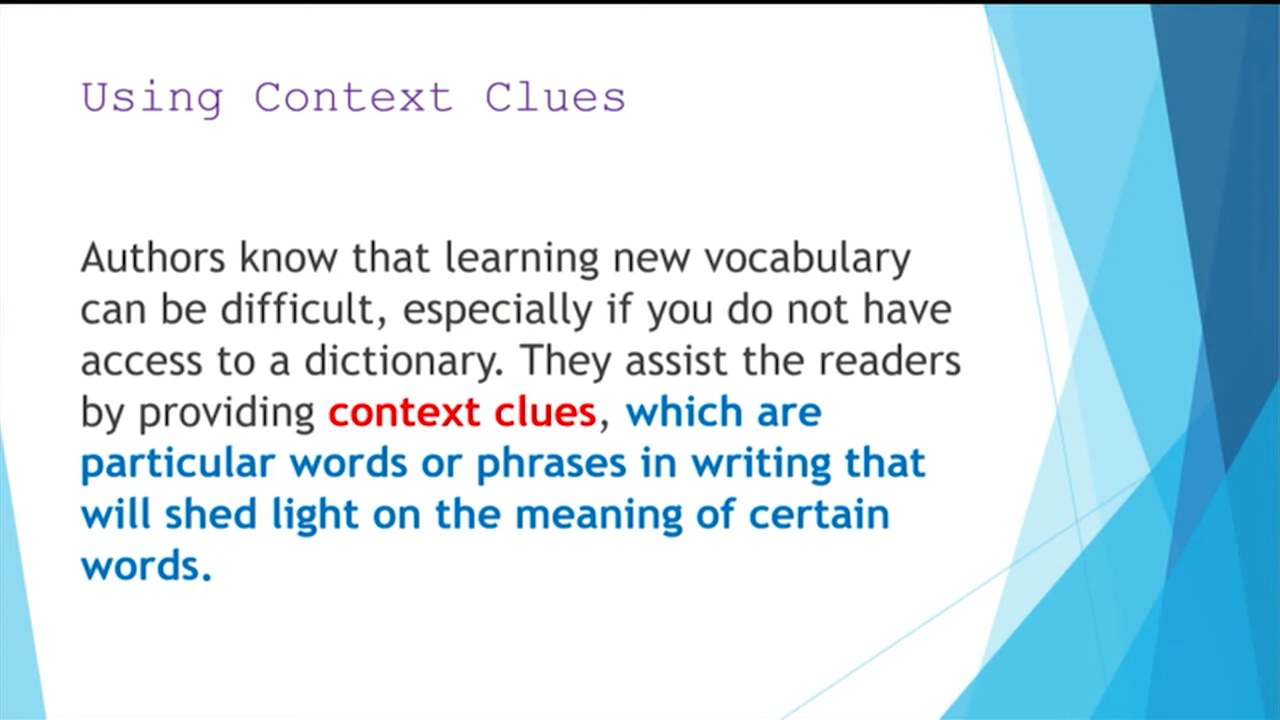 Using Context Clues
Authors know that learning new vocabulary
can be difficult, especially if you do not have
access to a dictionary. They assist the readers
by providing context clues, which are
particular words or phrases in writing that
will shed light on the meaning of certain
words.